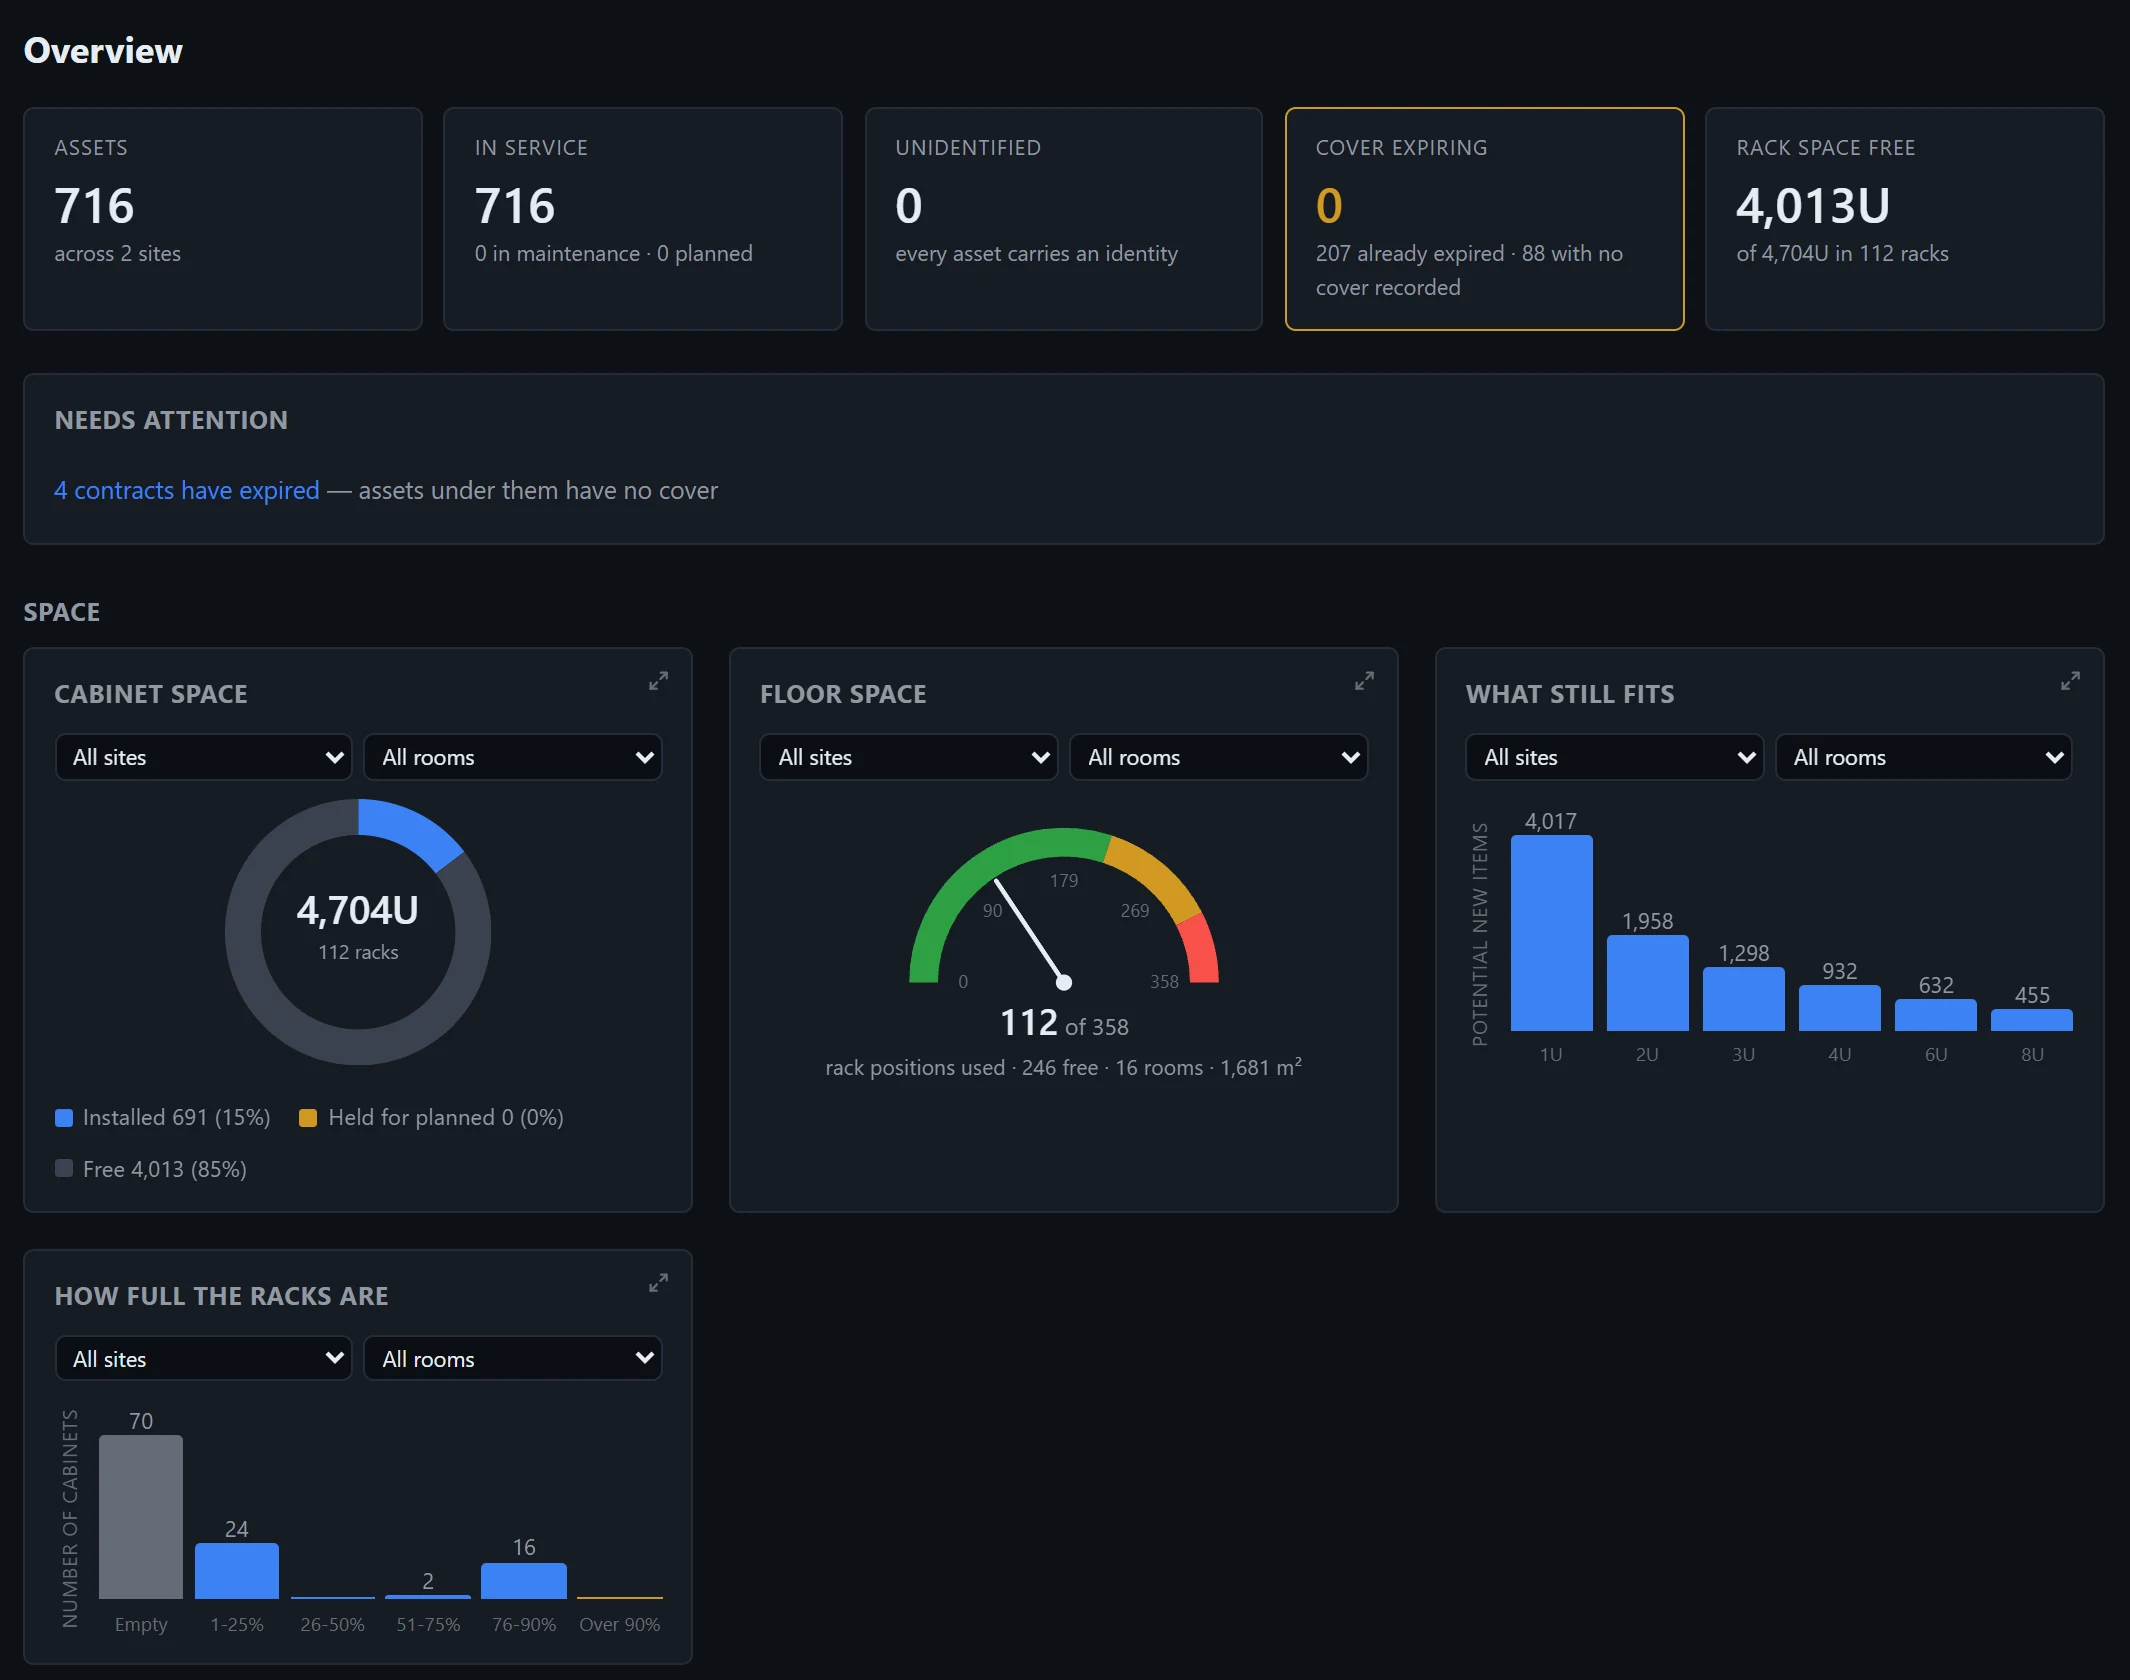 Overview
ASSETS
716
across 2 sites
IN SERVICE
716
0 in maintenance · 0 planned
UNIDENTIFIED
0
every asset carries an identity
COVER EXPIRING
0
207 already expired · 88 with no
cover recorded
RACK SPACE FREE
4,013U
of 4,704U in 112 racks
NEEDS ATTENTION
4 contracts have expired — assets under them have no cover
SPACE
CABINET SPACE
All sites
All rooms
4,704U
112 racks
Installed 691 (15%)
Held for planned 0 (0%)
Free 4,013 (85%)
FLOOR SPACE
All sites
All rooms
0
90
179
269
358
112 of 358
rack positions used · 246 free · 16 rooms · 1,681 m²
WHAT STILL FITS
All sites
All rooms
POTENTIAL NEW ITEMS
4,017
1,958
1,298
932
632
455
1U
2U
3U
4U
6U
8U
HOW FULL THE RACKS ARE
All sites
All rooms
NUMBER OF CABINETS
70
24
2
16
Empty
1-25%
26-50%
51-75%
76-90%
Over 90%